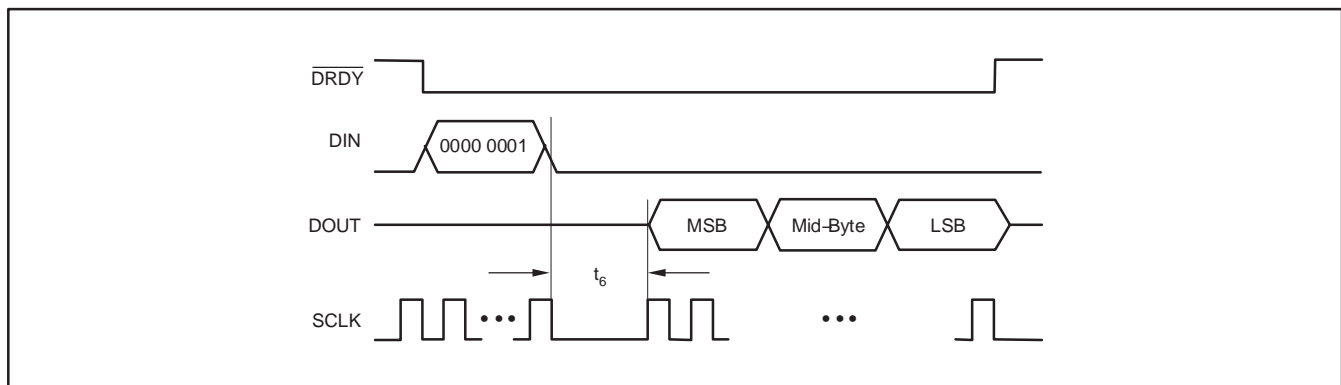 DRDY
DIN
0000 0001
DOUT
MSB
Mid–Byte
LSB
t6
SCLK
•••
•••